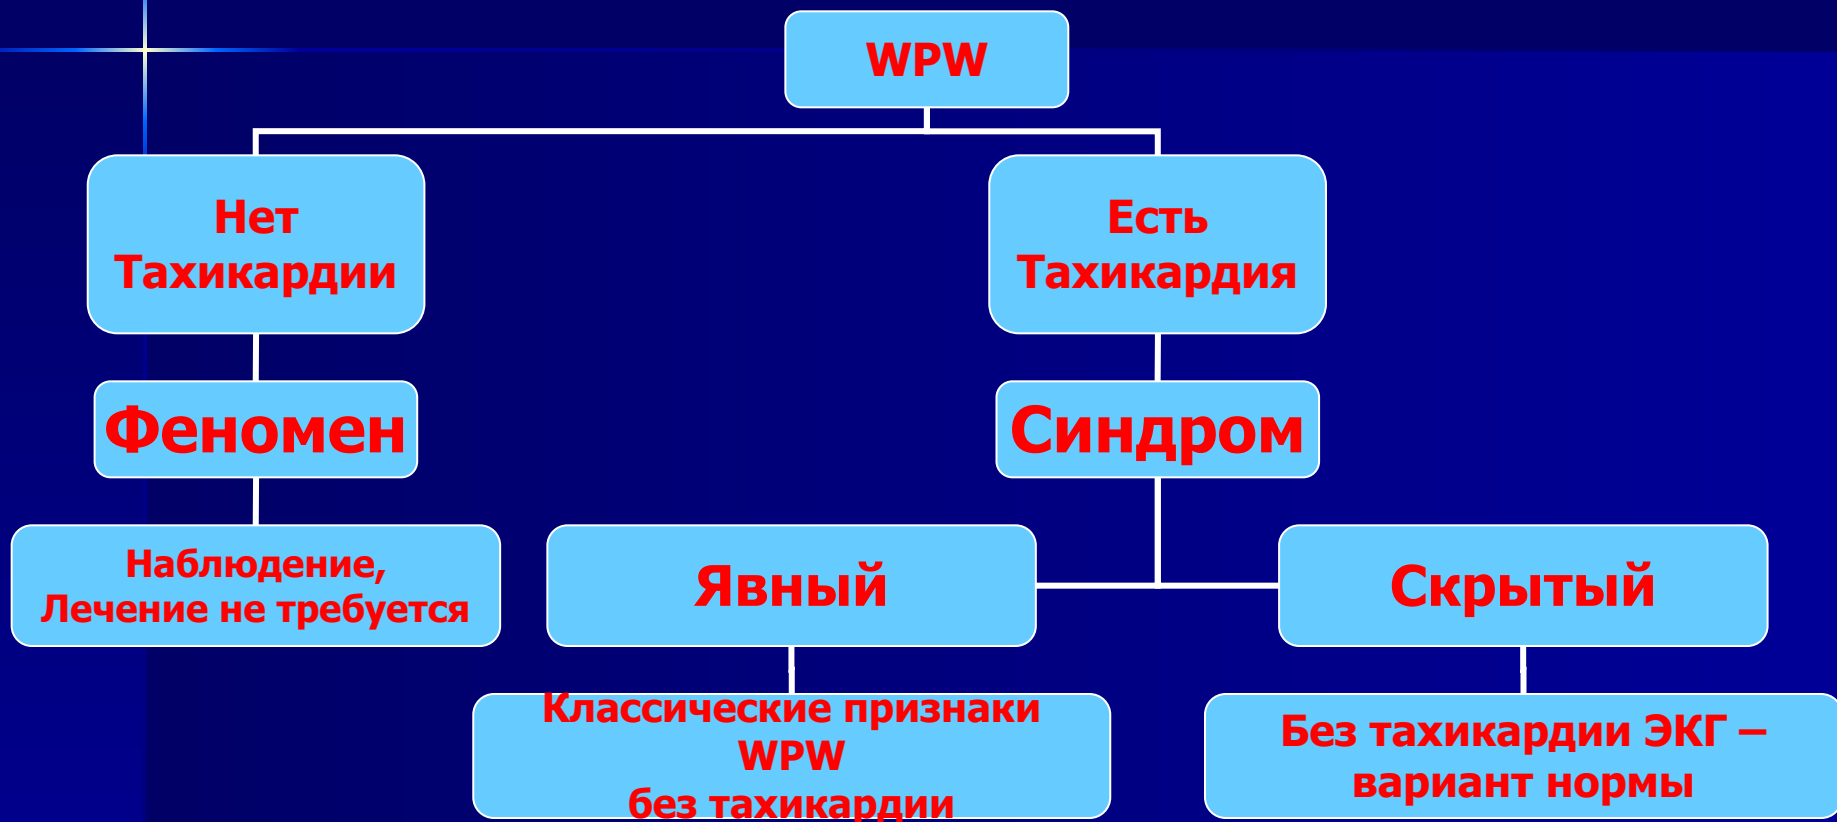 WPW
Нет
Тахикардии
Есть
Тахикардия
Феномен
Синдром
Наблюдение,
Лечение не требуется
Явный
Скрытый
Классические признаки
WPW
без тахикардии
Без тахикардии ЭКГ –
вариант нормы